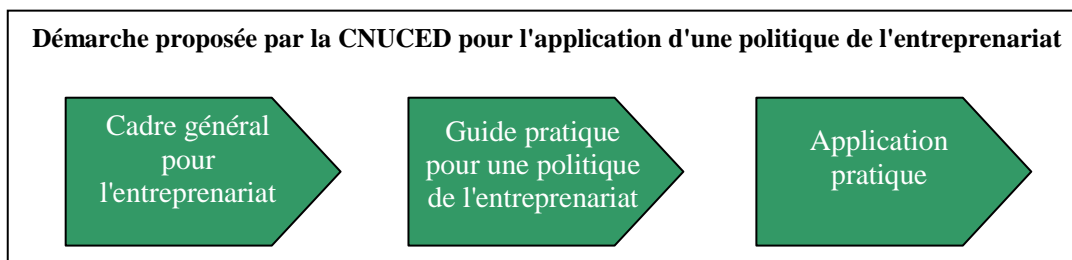 Démarche proposée par la CNUCED pour l'application d'une politique de l'entreprenariat
Cadre général
pour
l'entreprenariat
Guide pratique
pour une politique
de l'entreprenariat
Application
pratique